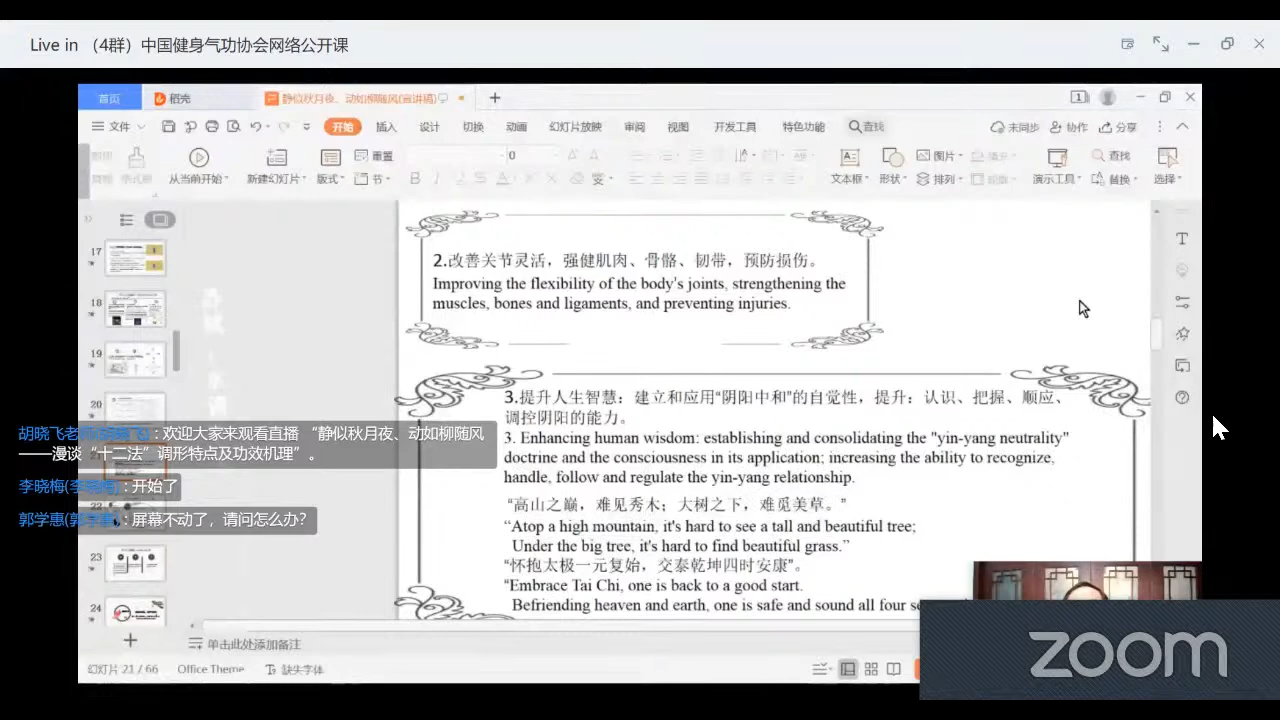 Live in （4群）中国健身气功协会网络公开课
首页
稻壳
静似秋月夜、动如柳随风(宣讲稿)
文件
开始
插入
设计
切换
动画
幻灯片放映
审阅
视图
开发工具
特色功能
查找
未同步
协作
分享
从当前开始
新建幻灯片
版式
重置
节
0
B
文本框
形状
图片
排列
演示工具
查找
替换
选择
17
18
19
20
23
24
2.改善关节灵活，强健肌肉、骨骼、韧带，预防损伤。
Improving the flexibility of the body's joints, strengthening the
muscles, bones and ligaments, and preventing injuries.
3.提升人生智慧：建立和应用“阴阳中和”的自觉性，提升：认识、把握、顺应、
调控阴阳的能力。
3. Enhancing human wisdom: establishing and consolidating the "yin-yang neutrality"
doctrine and the consciousness in its application; increasing the ability to recognize,
handle, follow and regulate the yin-yang relationship.
“高山之巅，难见秀木；大树之下，难觅美草。”
“Atop a high mountain, it's hard to see a tall and beautiful tree;
Under the big tree, it's hard to find beautiful grass.”
“怀抱太极一元复始，交泰乾坤四时安康”。
“Embrace Tai Chi, one is back to a good start.
Befriending heaven and earth, one is safe and sound all four
胡晓飞老师 : 欢迎大家来观看直播 “静似秋月夜、动如柳随风
——漫谈“十二法”调形特点及功效机理”。
李晓梅(李晓梅) : 开始了
郭学惠(郭学惠) : 屏幕不动了，请问怎么办？
单击此处添加备注
幻灯片 21 / 66
Office Theme
缺失字体
zoom